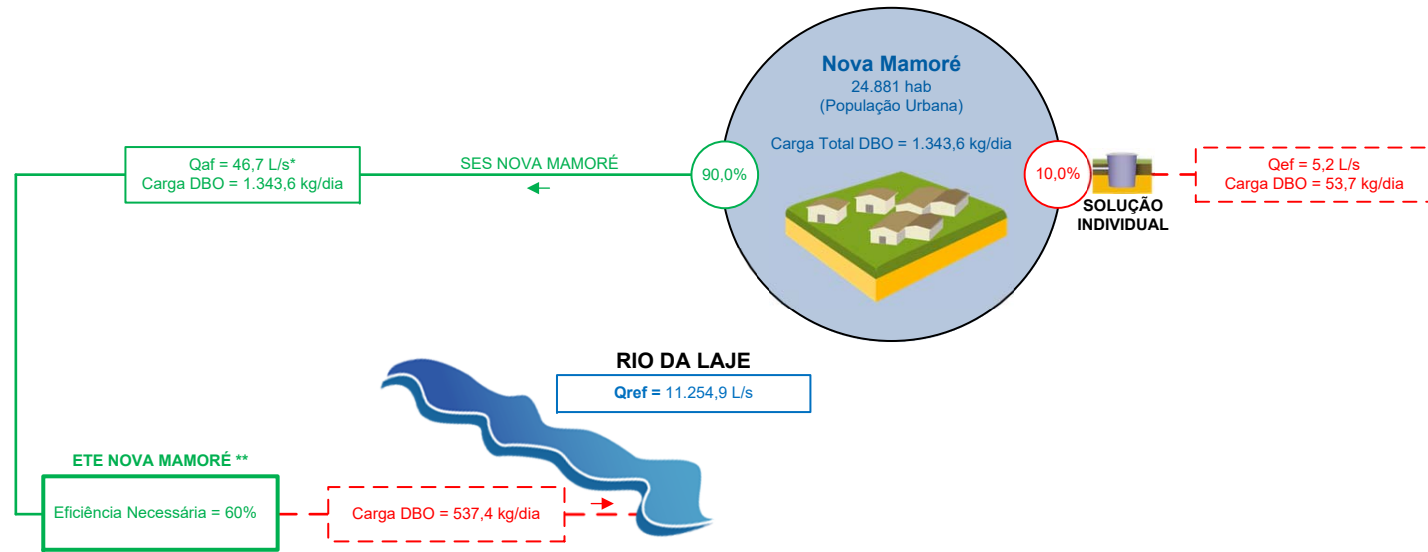 Nova Mamoré
24.881 hab
(População Urbana)
Carga Total DBO = 1.343,6 kg/dia
Qaf = 46,7 L/s*
Carga DBO = 1.343,6 kg/dia
SES NOVA MAMORÉ
90,0%
10,0%
SOLUÇÃO
INDIVIDUAL
Qef = 5,2 L/s
Carga DBO = 53,7 kg/dia
RIO DA LAJE
Qref = 11.254,9 L/s
ETE NOVA MAMORÉ **
Eficiência Necessária = 60%
Carga DBO = 537,4 kg/dia